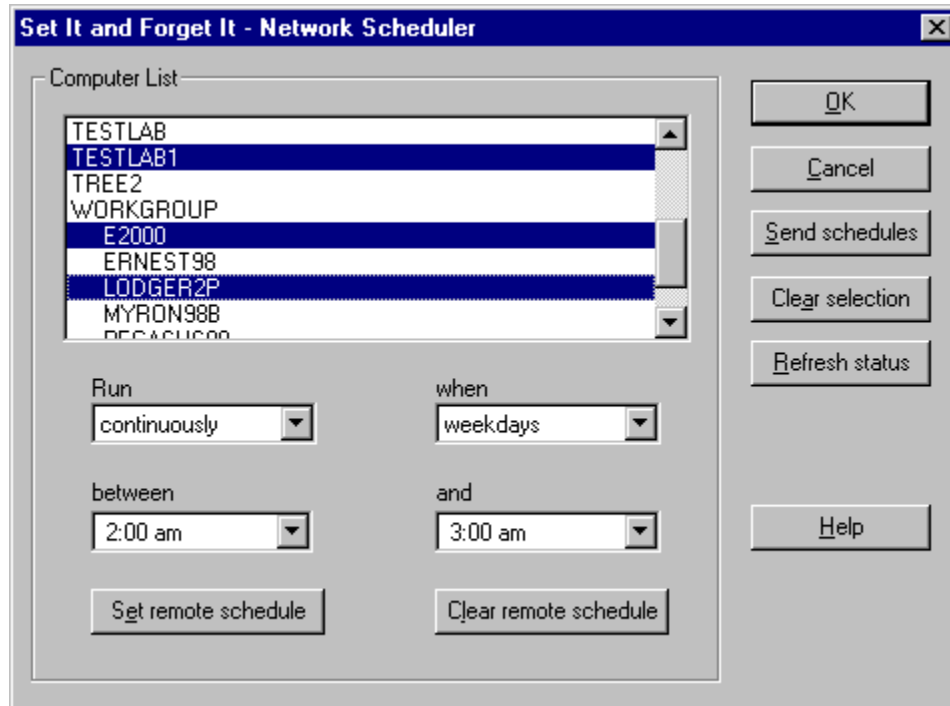 Set It and Forget It - Network Scheduler
Computer List
TESTLAB
TESTLAB1
TREE2
WORKGROUP
E2000
ERNEST98
LODGER2P
MYRON98B
OK
Cancel
Send schedules
Clear selection
Refresh status
Run when
continuously weekdays
between and
2:00 am 3:00 am
Help
Set remote schedule Clear remote schedule